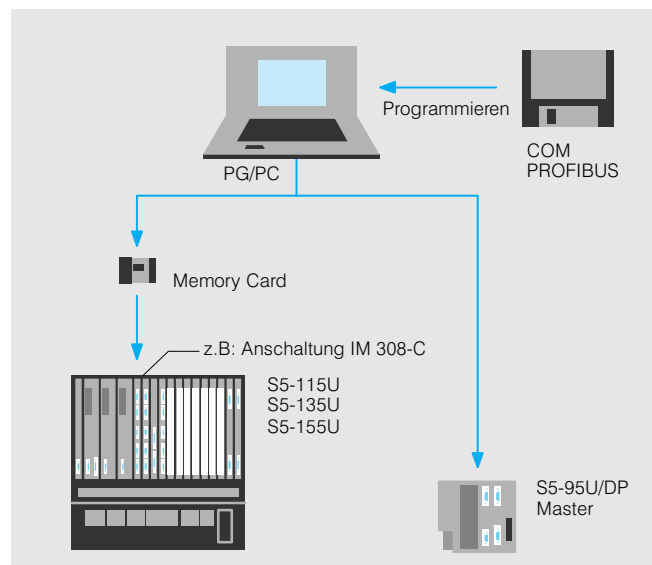 Programmieren
COM
PROFIBUS
PG/PC
Memory Card
z.B: Anschaltung IM 308-C
S5-115U
S5-135U
S5-155U
S5-95U/DP
Master